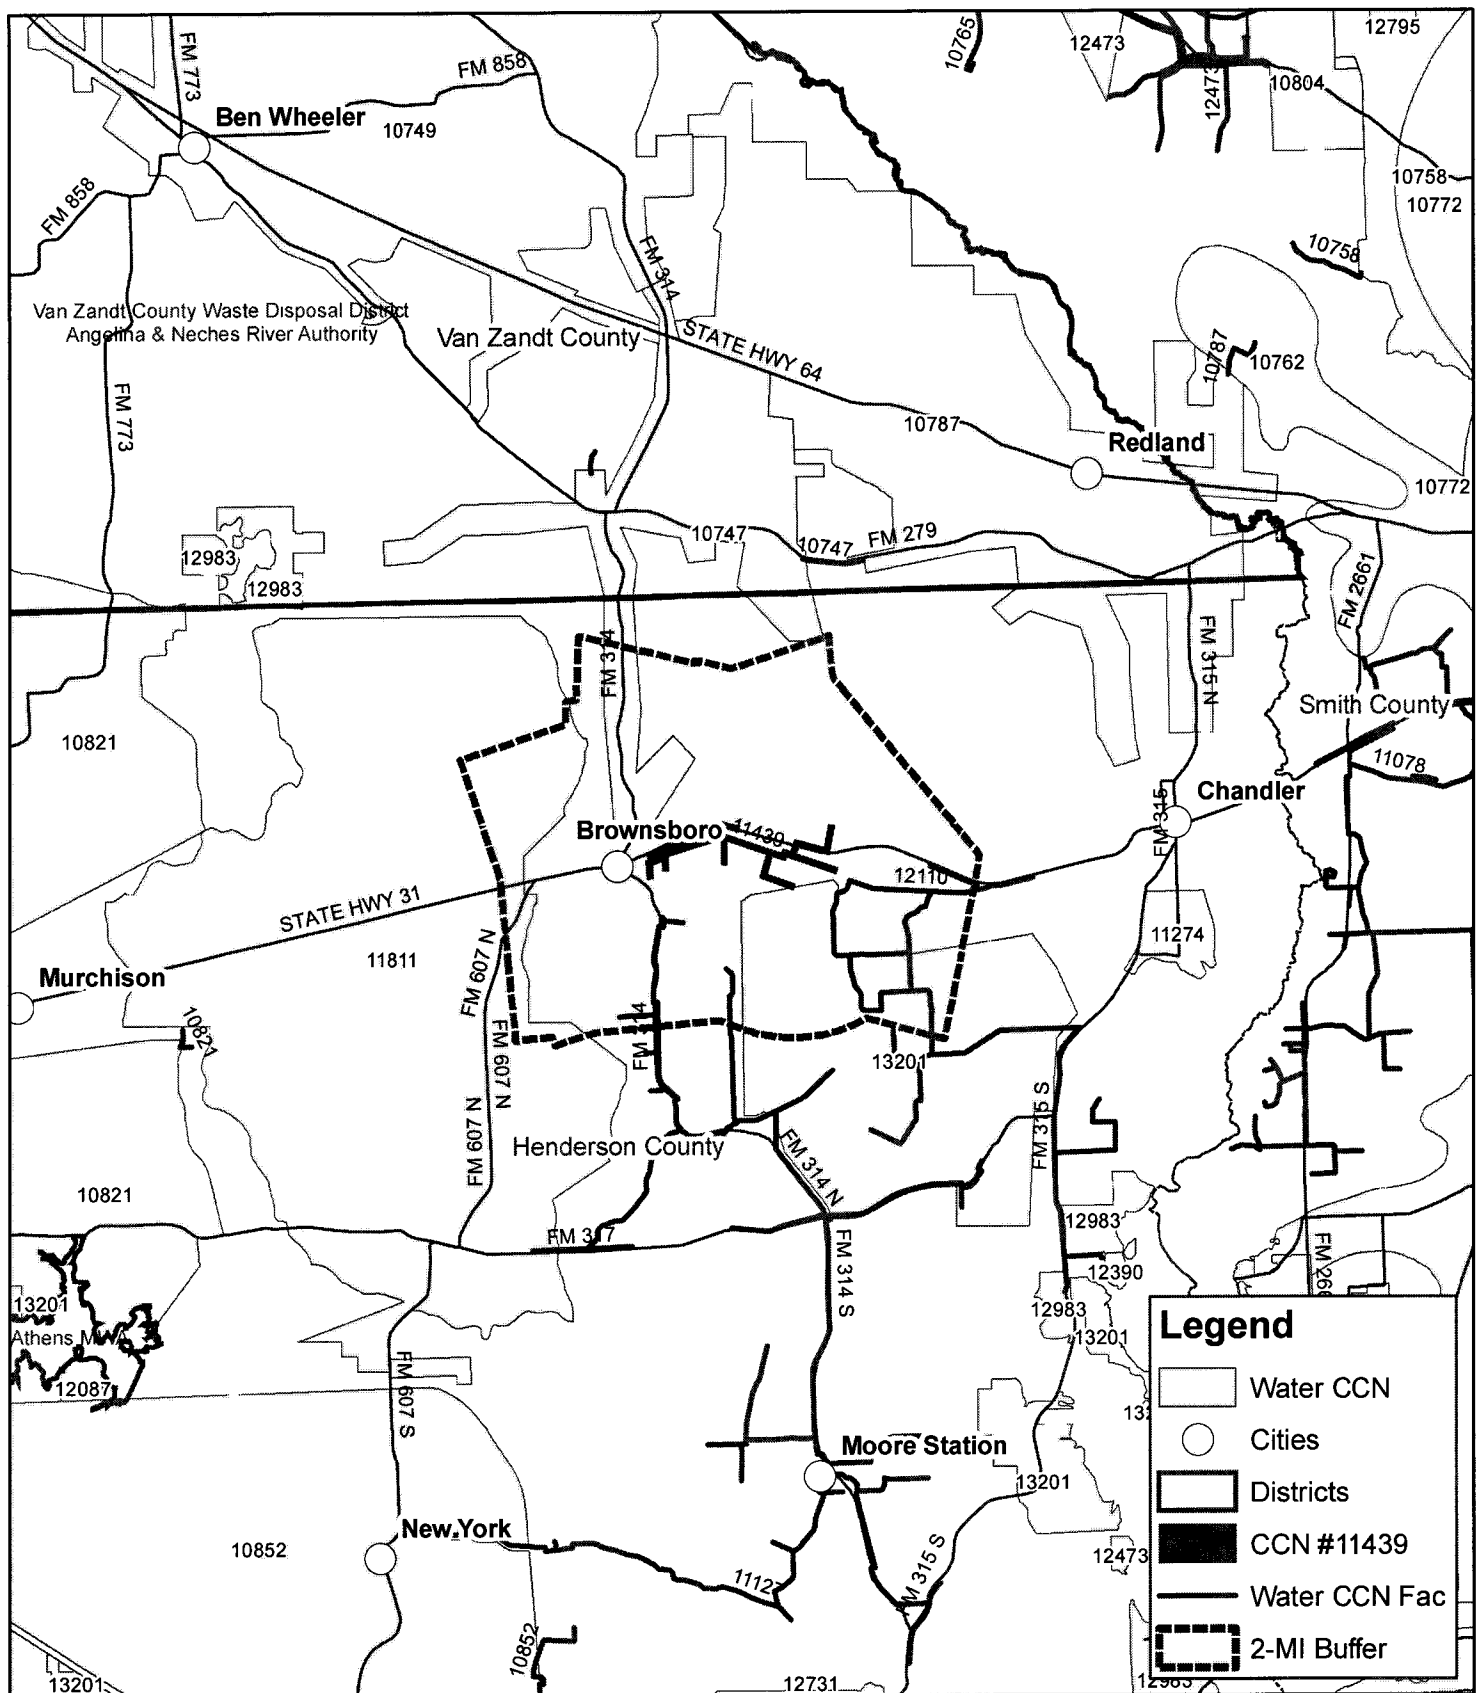 12795
12473
10765
FM 773
FM 858
12473
10804
Ben Wheeler
10749
10758
10772
FM 858
10758
FM 314
Van Zandt County Waste Disposal District
Angelina & Neches River Authority
Van Zandt County
STATE HWY 64
10787
10762
FM 773
10787
Redland
10772
10747
10747
FM 279
12983
12983
FM 2661
FM 315 N
FM 314
Smith County
10821
11078
Chandler
FM 315
Brownsboro
11439
12110
STATE HWY 31
11811
11274
Murchison
FM 607 N
10821
FM 607 N
FM 314
13201
FM 607 N
FM 315 S
Henderson County
FM 314 N
10821
12983
FM 317
FM 314 S
12390
FM 266
13201
12983
13201
Athens MWA
12087
FM 607 S
Moore Station
13201
New York
10852
12473
11127
FM 315 S
10852
13201
12731
12983
Legend
Water CCN
Cities
Districts
CCN #11439
Water CCN Fac
2-MI Buffer